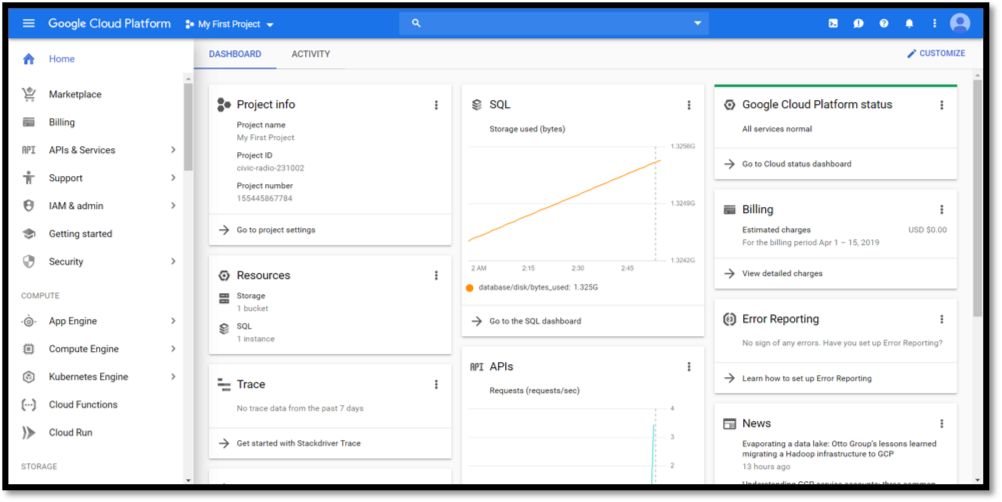 Google Cloud Platform
My First Project
Home
Marketplace
Billing
API APIs & Services
Support
IAM & admin
Getting started
Security
COMPUTE
App Engine
Compute Engine
Kubernetes Engine
Cloud Functions
Cloud Run
STORAGE
DASHBOARD
ACTIVITY
CUSTOMIZE
Project info
Project name
My First Project
Project ID
civic-radio-231002
Project number
155445867784
Go to project settings
Resources
Storage
1 bucket
SQL
1 instance
Trace
No trace data from the past 7 days
Get started with Stackdriver Trace
SQL
Storage used (bytes)
1.3256G
1.3249G
1.3242G
2 AM 2:15 2:30 2:45
database/disk/bytes_used: 1.325G
Go to the SQL dashboard
API APIs
Requests (requests/sec)
4
3
2
Google Cloud Platform status
All services normal
Go to Cloud status dashboard
Billing
Estimated charges USD $0.00
For the billing period Apr 1 – 15, 2019
View detailed charges
Error Reporting
No sign of any errors. Have you set up Error Reporting?
Learn how to set up Error Reporting
News
Evaporating a data lake: Otto Group's lessons learned
migrating a Hadoop infrastructure to GCP
13 hours ago
Understanding GCP service accounts: three common